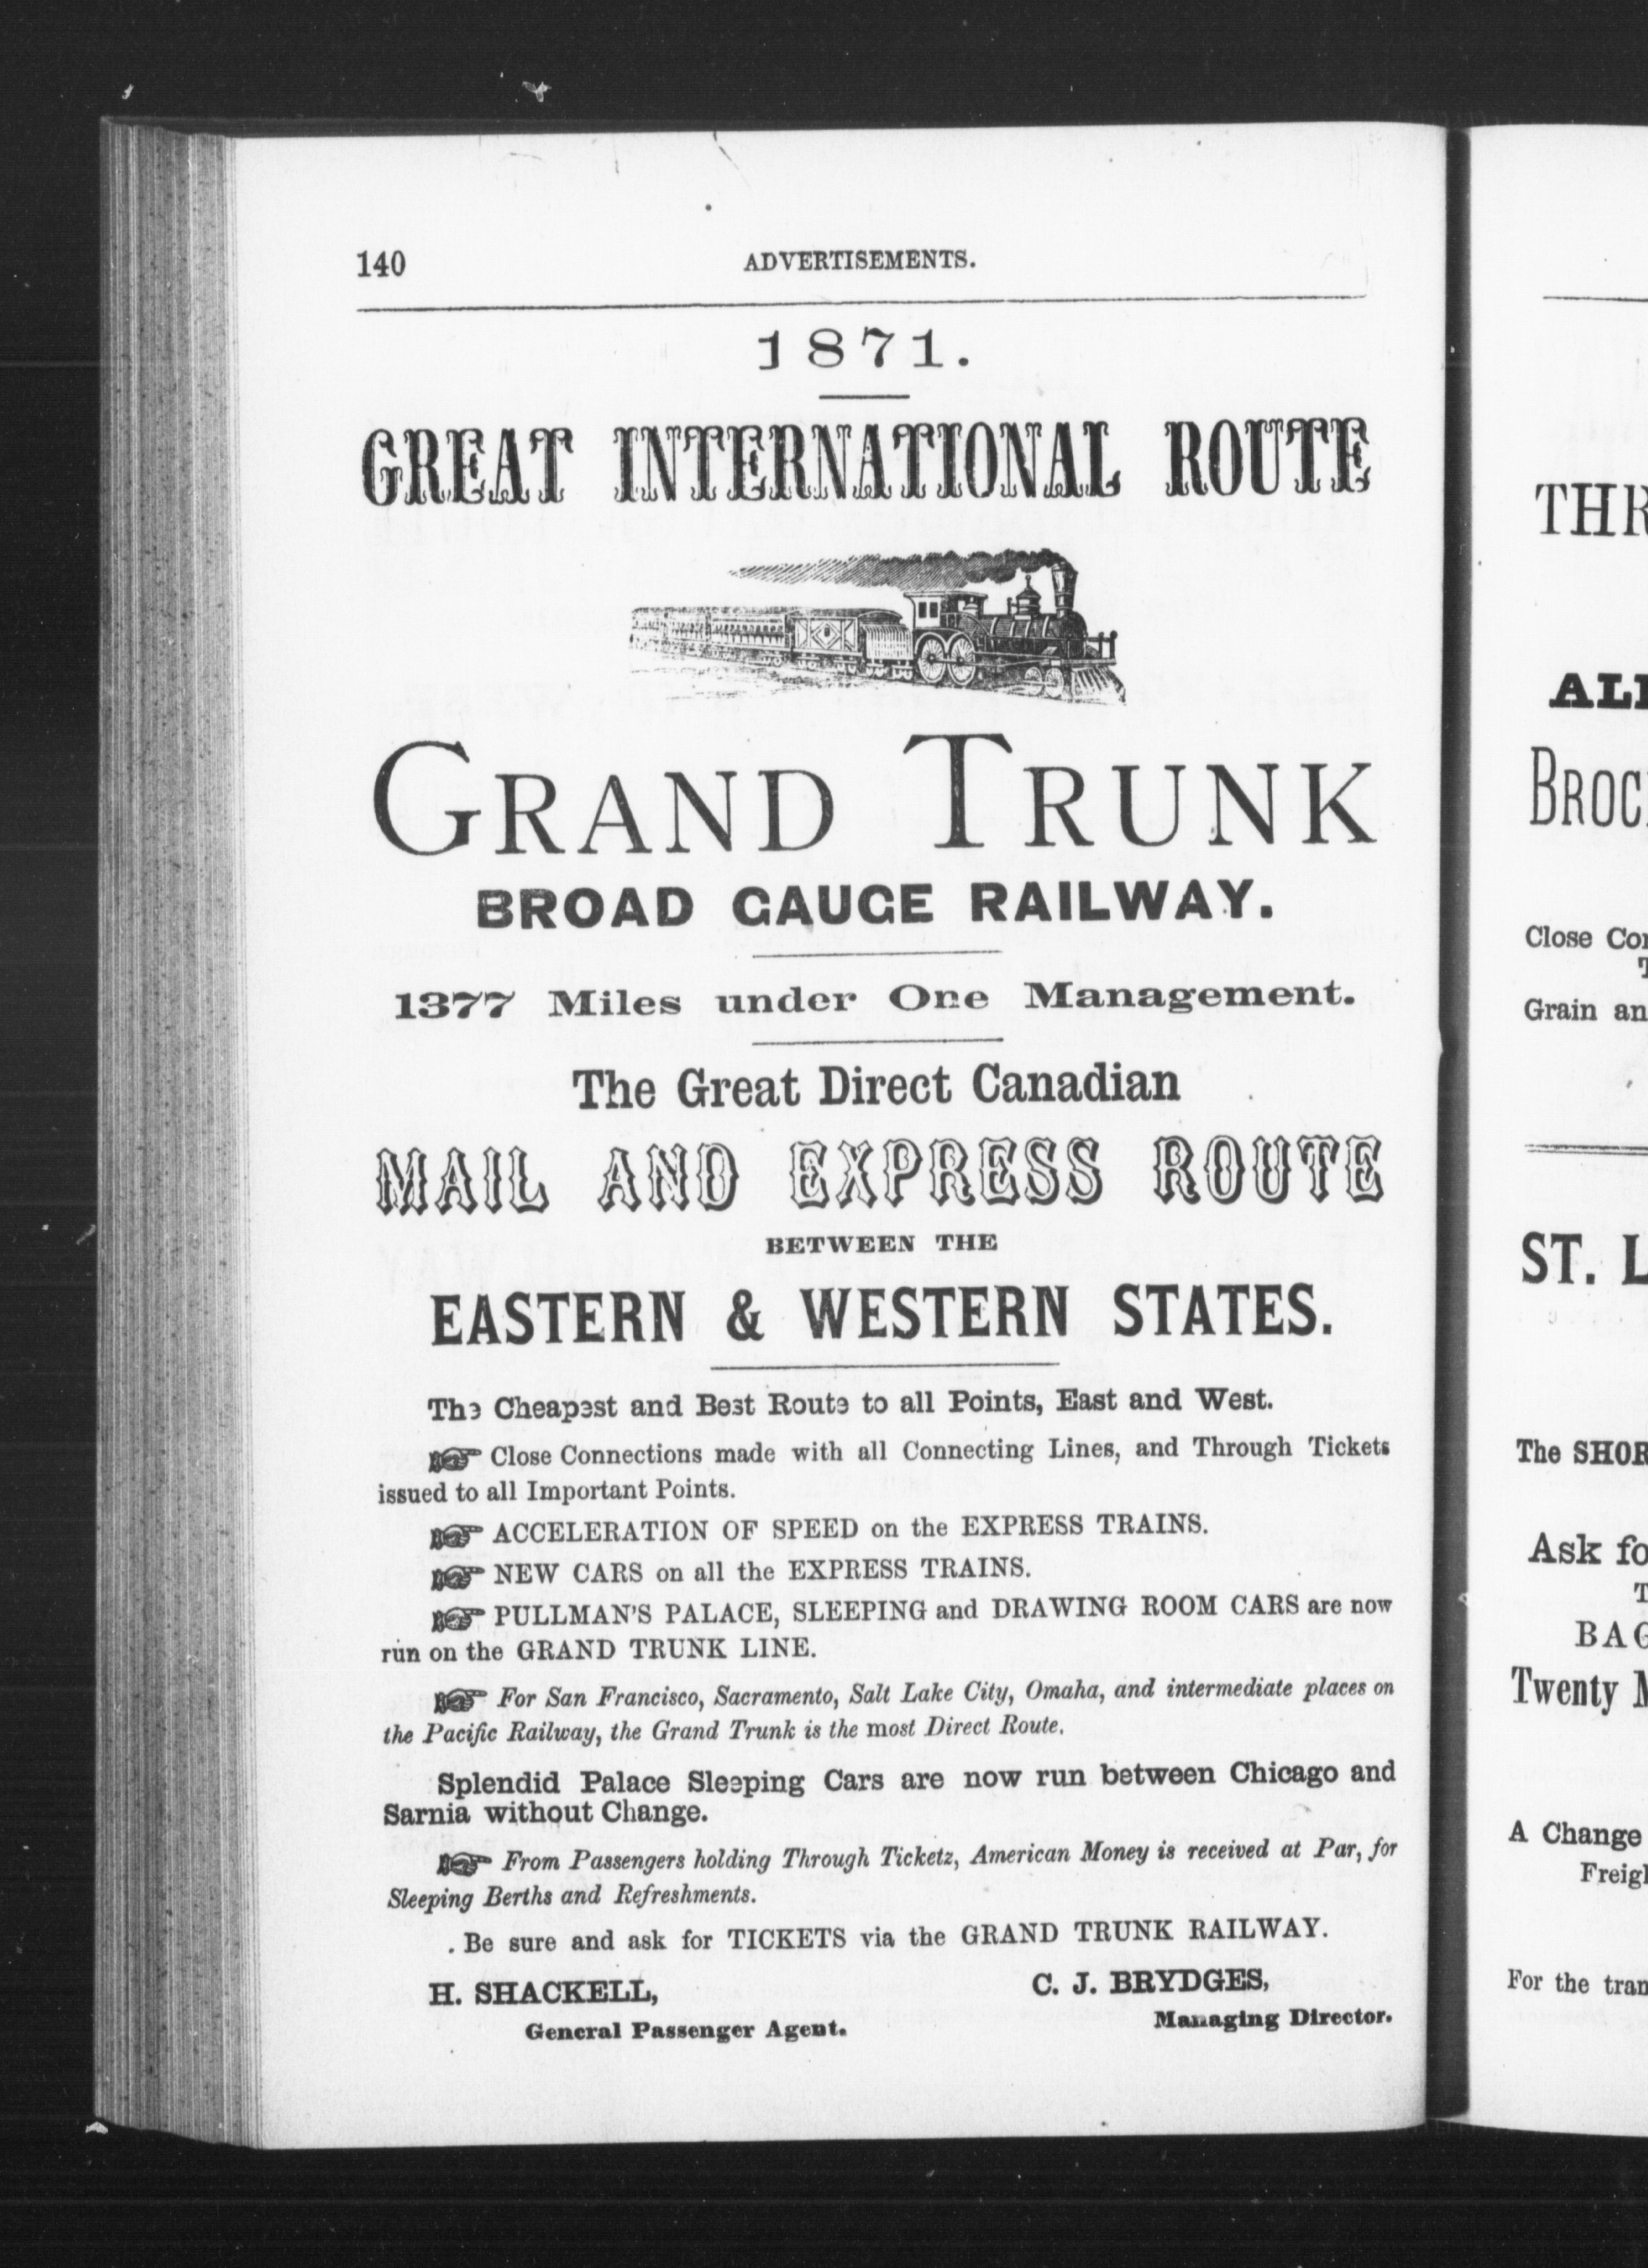 140
ADVERTISEMENTS.
1871.
GREAT INTERNATIONAL ROUTE
GRAND TRUNK
BROAD GAUGE RAILWAY.
1377 Miles under One Management.
The Great Direct Canadian
MAIL AND EXPRESS ROUTE
BETWEEN THE
EASTERN & WESTERN STATES.
The Cheapest and Best Route to all Points, East and West.
☞ Close Connections made with all Connecting Lines, and Through Tickets
issued to all Important Points.
☞ ACCELERATION OF SPEED on the EXPRESS TRAINS.
☞ NEW CARS on all the EXPRESS TRAINS.
☞ PULLMAN'S PALACE, SLEEPING and DRAWING ROOM CARS are now
run on the GRAND TRUNK LINE.
☞ For San Francisco, Sacramento, Salt Lake City, Omaha, and intermediate places on
the Pacific Railway, the Grand Trunk is the most Direct Route.
Splendid Palace Sleeping Cars are now run between Chicago and
Sarnia without Change.
☞ From Passengers holding Through Ticketz, American Money is received at Par, for
Sleeping Berths and Refreshments.
Be sure and ask for TICKETS via the GRAND TRUNK RAILWAY.
H. SHACKELL,
General Passenger Agent.
C. J. BRYDGES,
Managing Director.
THR
ALL
BROC
Close Con
T
Grain an
ST. L
The SHOR
Ask fo
T
BAG
Twenty M
A Change
Freigh
For the tran